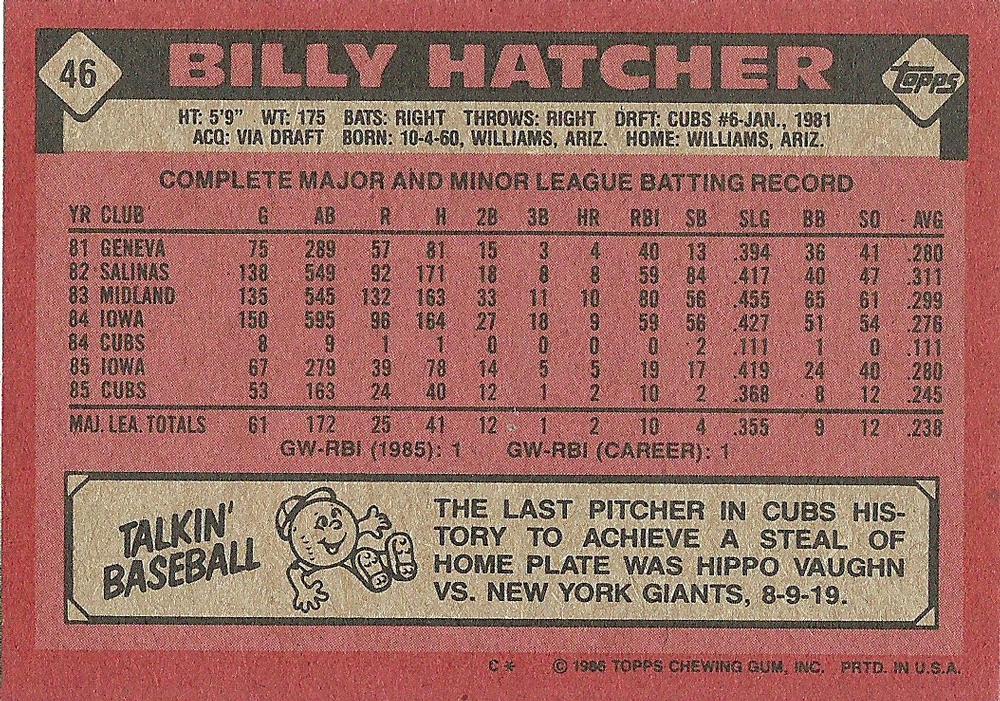 46 BILLY HATCHER topps
HT: 5'9" WT: 175 BATS: RIGHT THROWS: RIGHT DRFT: CUBS #6-JAN., 1981
ACQ: VIA DRAFT BORN: 10-4-60, WILLIAMS, ARIZ. HOME: WILLIAMS, ARIZ.
COMPLETE MAJOR AND MINOR LEAGUE BATTING RECORD
YR CLUB G AB R H 2B 3B HR RBI SB SLG BB SO AVG
81 GENEVA 75 289 57 81 15 3 4 40 13 .394 36 41 .280
82 SALINAS 138 549 92 171 18 8 8 59 84 .417 40 47 .311
83 MIDLAND 135 545 132 163 33 11 10 80 56 .455 65 61 .299
84 IOWA 150 595 96 164 27 18 9 59 56 .427 51 54 .276
84 CUBS 8 9 1 1 0 0 0 0 2 .111 1 0 .111
85 IOWA 67 279 39 78 14 5 5 19 17 .419 24 40 .280
85 CUBS 53 163 24 40 12 1 2 10 2 .368 8 12 .245
MAJ. LEA. TOTALS 61 172 25 41 12 1 2 10 4 .355 9 12 .238
GW-RBI (1985): 1 GW-RBI (CAREER): 1
TALKIN'
BASEBALL
THE LAST PITCHER IN CUBS HIS-
TORY TO ACHIEVE A STEAL OF
HOME PLATE WAS HIPPO VAUGHN
VS. NEW YORK GIANTS, 8-9-19.
C * © 1986 TOPPS CHEWING GUM, INC. PRTD. IN U.S.A.